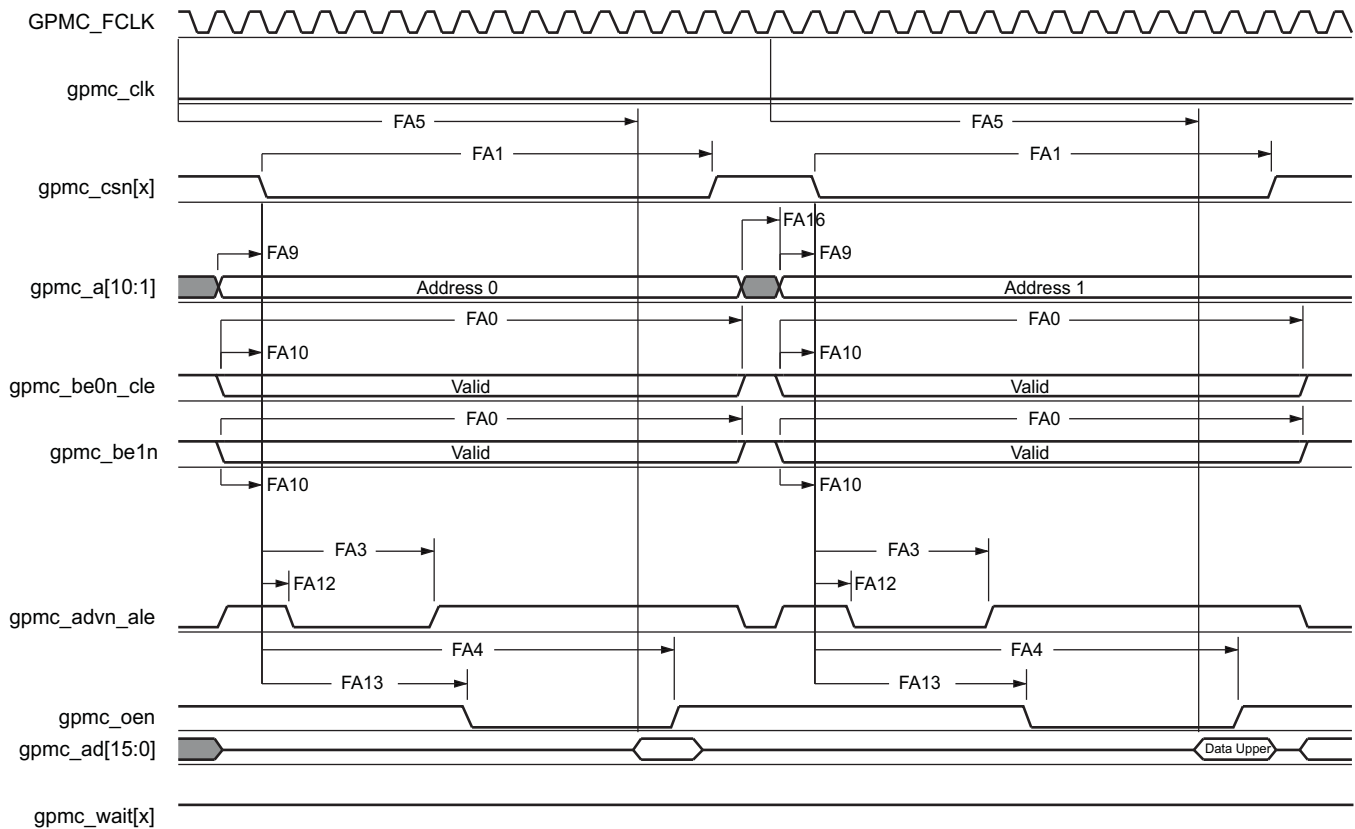 GPMC_FCLK
gpmc_clk
FA5 FA5
FA1 FA1
gpmc_csn[x]
FA16
FA9 FA9
gpmc_a[10:1] Address 0 Address 1
FA0 FA0
FA10 FA10
gpmc_be0n_cle Valid Valid
FA0 FA0
gpmc_be1n Valid Valid
FA10 FA10
FA3 FA3
FA12 FA12
gpmc_advn_ale
FA4 FA4
FA13 FA13
gpmc_oen
gpmc_ad[15:0] Data Upper
gpmc_wait[x]